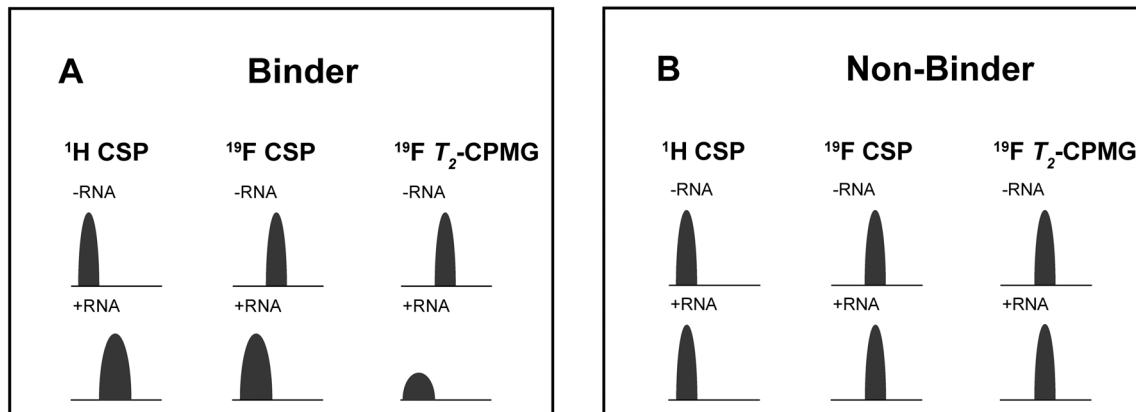 A Binder
¹H CSP ¹⁹F CSP ¹⁹F T₂-CPMG
-RNA -RNA -RNA
+RNA +RNA +RNA
B Non-Binder
¹H CSP ¹⁹F CSP ¹⁹F T₂-CPMG
-RNA -RNA -RNA
+RNA +RNA +RNA